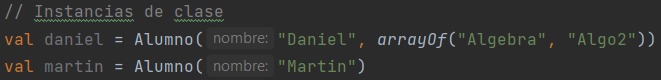 // Instancias de clase
val daniel = Alumno( nombre: "Daniel", arrayOf("Algebra", "Algo2"))
val martin = Alumno( nombre: "Martin")